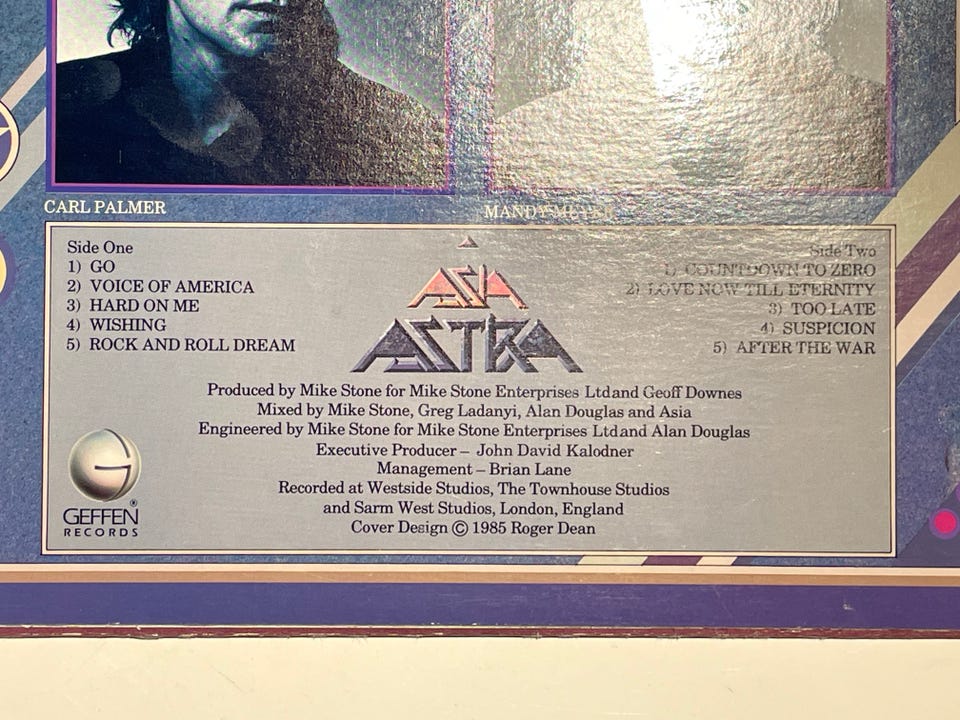 CARL PALMER
MANDY MEYER
Side One
1) GO
2) VOICE OF AMERICA
3) HARD ON ME
4) WISHING
5) ROCK AND ROLL DREAM
ASIA
ASTRA
Side Two
1) COUNTDOWN TO ZERO
2) LOVE NOW TILL ETERNITY
3) TOO LATE
4) SUSPICION
5) AFTER THE WAR
Produced by Mike Stone for Mike Stone Enterprises Ltdand Geoff Downes
Mixed by Mike Stone, Greg Ladanyi, Alan Douglas and Asia
Engineered by Mike Stone for Mike Stone Enterprises Ltdand Alan Douglas
Executive Producer – John David Kalodner
Management – Brian Lane
Recorded at Westside Studios, The Townhouse Studios
and Sarm West Studios, London, England
Cover Design © 1985 Roger Dean
G
GEFFEN®
RECORDS